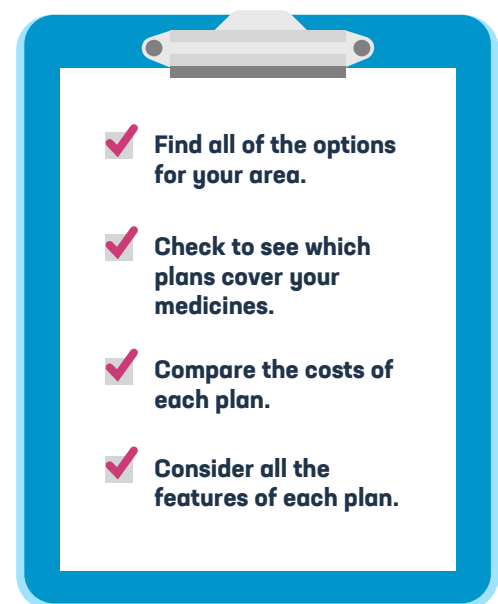 Find all of the options
for your area.
Check to see which
plans cover your
medicines.
Compare the costs of
each plan.
Consider all the
features of each plan.